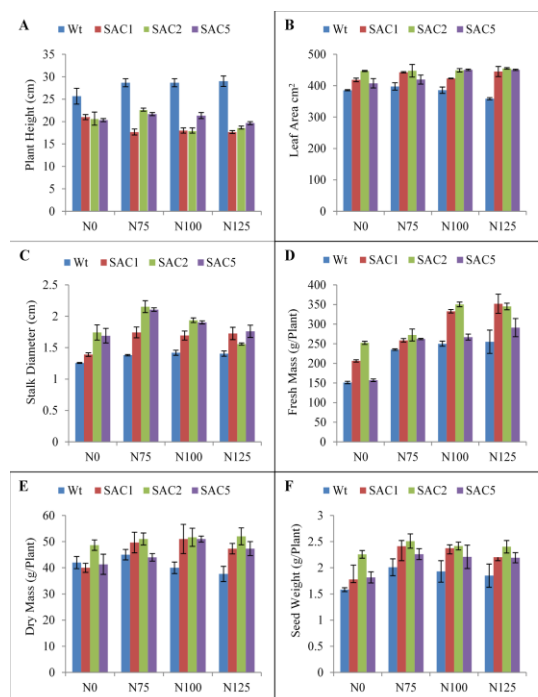 A
Wt SAC1 SAC2 SAC5
Plant Height (cm)
35
30
25
20
15
10
5
0
N0 N75 N100 N125
B
Wt SAC1 SAC2 SAC5
Leaf Area cm²
500
400
300
200
100
0
N0 N75 N100 N125
C
Wt SAC1 SAC2 SAC5
Stalk Diameter (cm)
2.5
2
1.5
1
0.5
0
N0 N75 N100 N125
D
Wt SAC1 SAC2 SAC5
Fresh Mass (g/Plant)
350
300
250
200
150
100
50
0
N0 N75 N100 N125
E
Wt SAC1 SAC2 SAC5
Dry Mass (g/Plant)
60
50
40
30
20
10
0
N0 N75 N100 N125
F
Wt SAC1 SAC2 SAC5
Seed Weight (g/Plant)
3
2.5
2
1.5
1
0.5
0
N0 N75 N100 N125